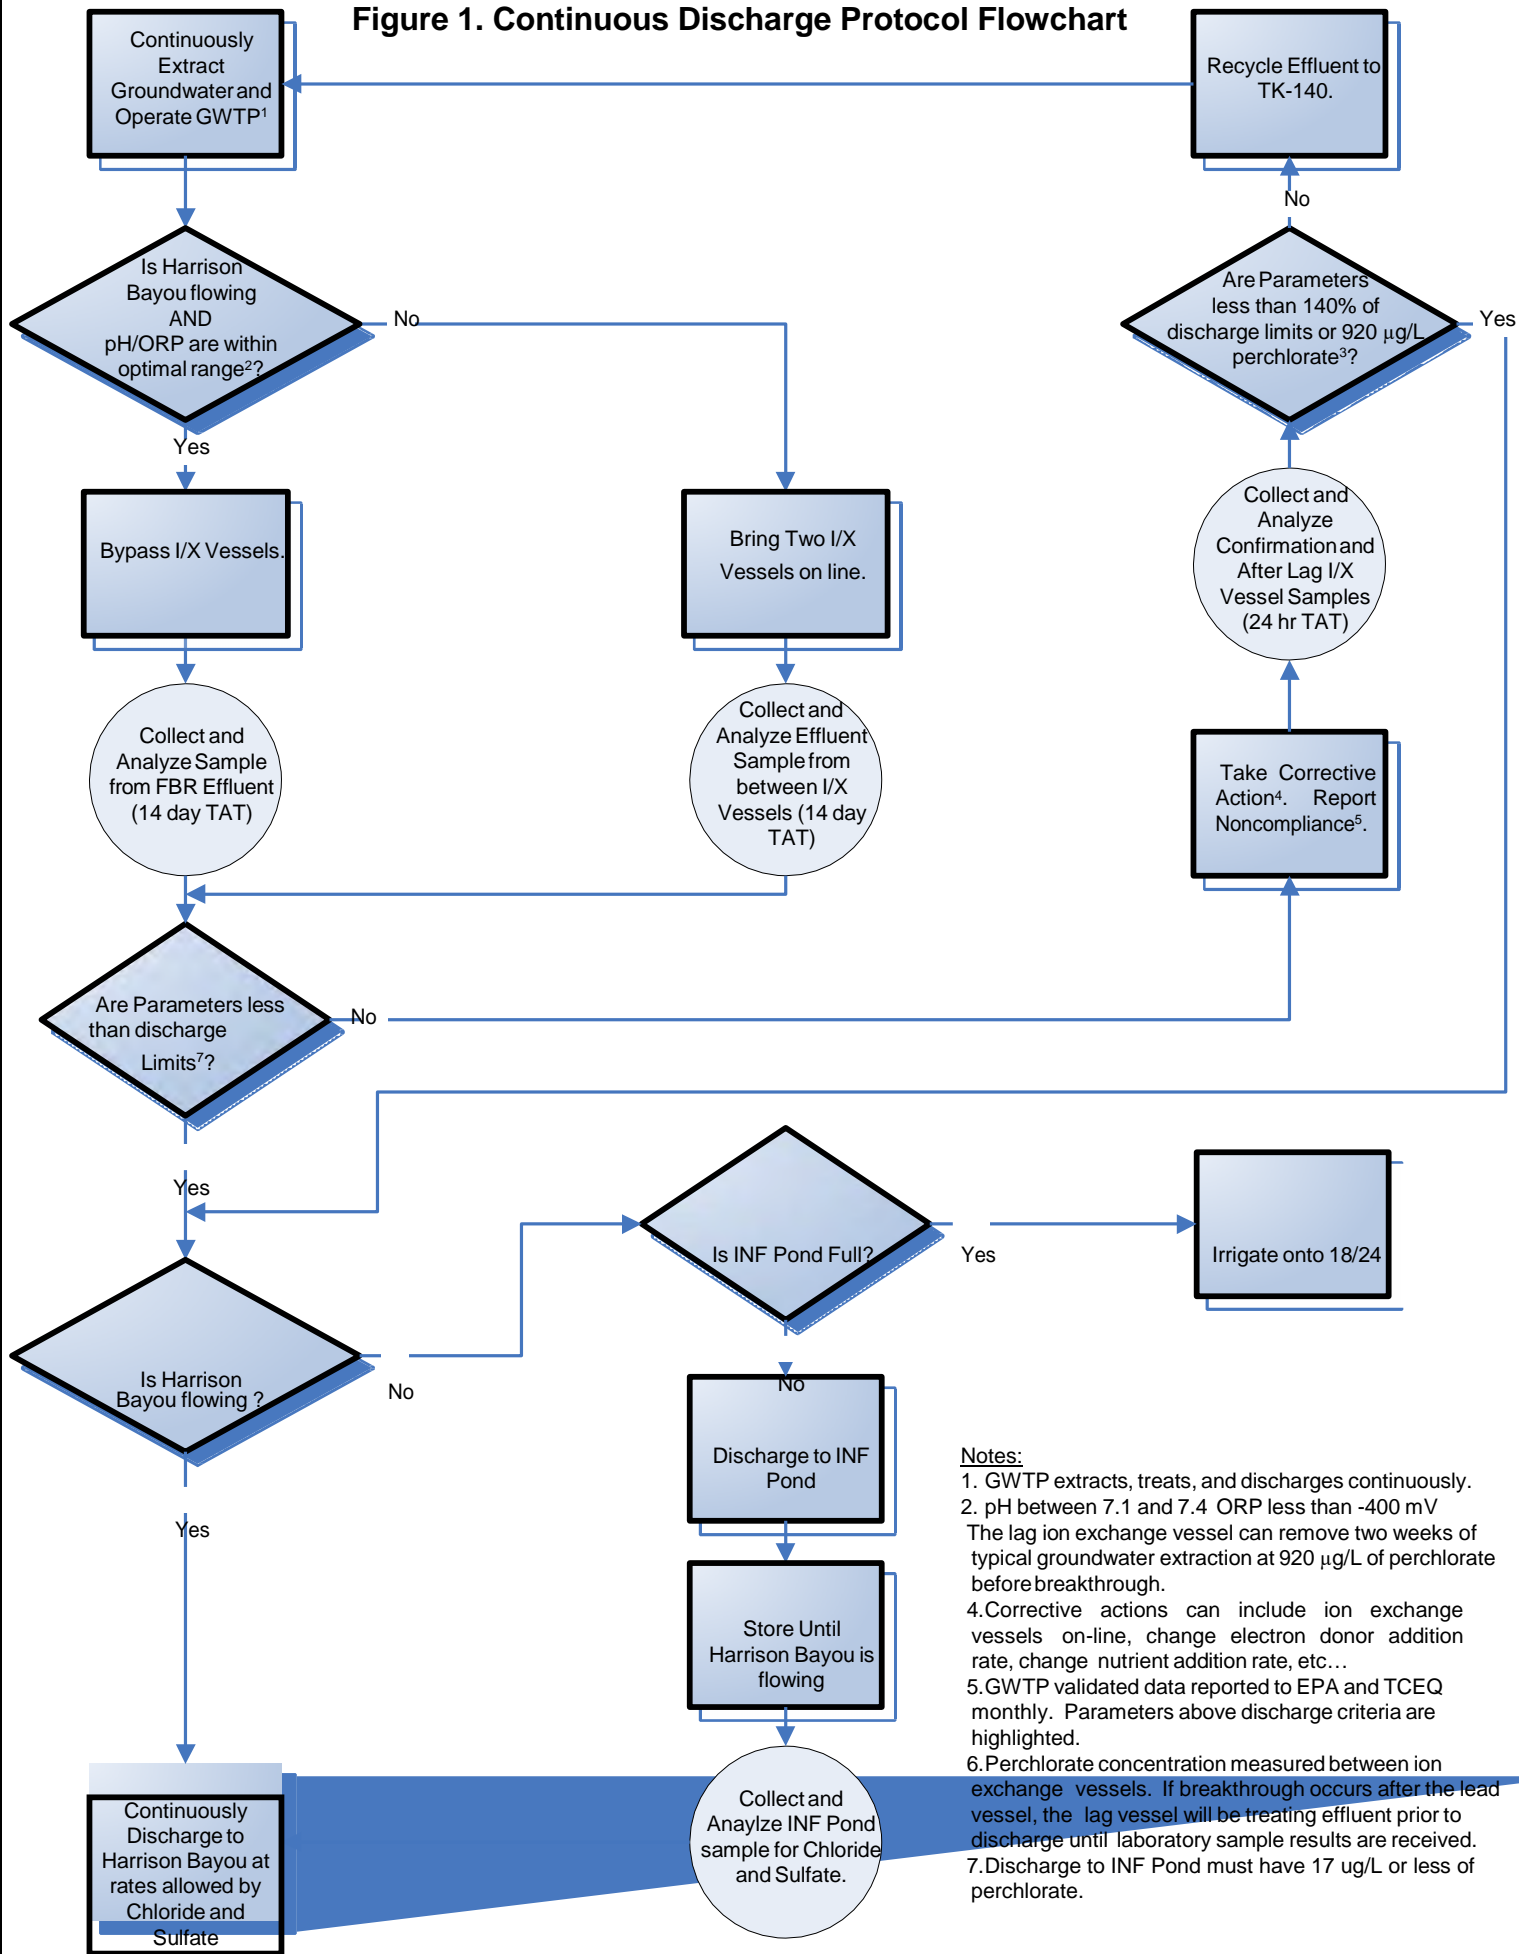 Figure 1. Continuous Discharge Protocol Flowchart
Continuously
Extract
Groundwater and
Operate GWTP¹
Recycle Effluent to
TK-140.
No
Is Harrison
Bayou flowing
AND
pH/ORP are within
optimal range²?
No
Are Parameters
less than 140% of
discharge limits or 920 µg/L
perchlorate³?
Yes
Yes
Bypass I/X Vessels.
Bring Two I/X
Vessels on line.
Collect and
Analyze
Confirmation and
After Lag I/X
Vessel Samples
(24 hr TAT)
Collect and
Analyze Sample
from FBR Effluent
(14 day TAT)
Collect and
Analyze Effluent
Sample from
between I/X
Vessels (14 day
TAT)
Take Corrective
Action⁴. Report
Noncompliance⁵.
Are Parameters less
than discharge
Limits⁷?
No
Yes
Is INF Pond Full?
Yes
Irrigate onto 18/24
Is Harrison
Bayou flowing ?
No
No
Discharge to INF
Pond
Yes
Store Until
Harrison Bayou is
flowing
Collect and
Anaylze INF Pond
sample for Chloride
and Sulfate.
Continuously
Discharge to
Harrison Bayou at
rates allowed by
Chloride and
Sulfate
Notes:
1. GWTP extracts, treats, and discharges continuously.
2. pH between 7.1 and 7.4 ORP less than -400 mV
The lag ion exchange vessel can remove two weeks of
typical groundwater extraction at 920 µg/L of perchlorate
before breakthrough.
4.Corrective actions can include ion exchange
vessels on-line, change electron donor addition
rate, change nutrient addition rate, etc…
5.GWTP validated data reported to EPA and TCEQ
monthly. Parameters above discharge criteria are
highlighted.
6.Perchlorate concentration measured between ion
exchange vessels. If breakthrough occurs after the lead
vessel, the lag vessel will be treating effluent prior to
discharge until laboratory sample results are received.
7.Discharge to INF Pond must have 17 ug/L or less of
perchlorate.